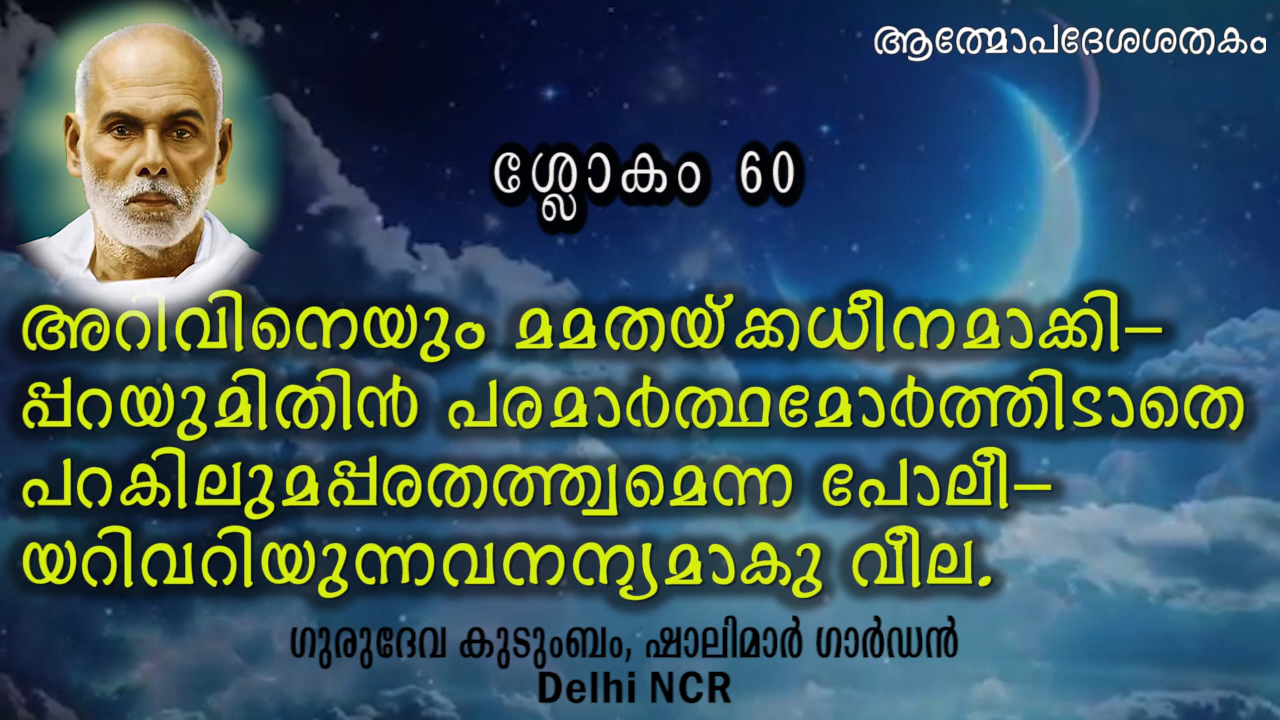 ആത്മോപദേശശതകം
ശ്ലോകം 60
അറിവിനെയും മമതയ്ക്കധീനമാക്കി-
പ്പറയുമിതിൻ പരമാർത്ഥമോർത്തിടാതെ
പറകിലുമപ്പരതത്ത്വമെന്ന പോലീ-
യറിവറിയുന്നവനന്യമാകു വീല.
ഗുരുദേവ കുടുംബം, ഷാലിമാർ ഗാർഡൻ
Delhi NCR